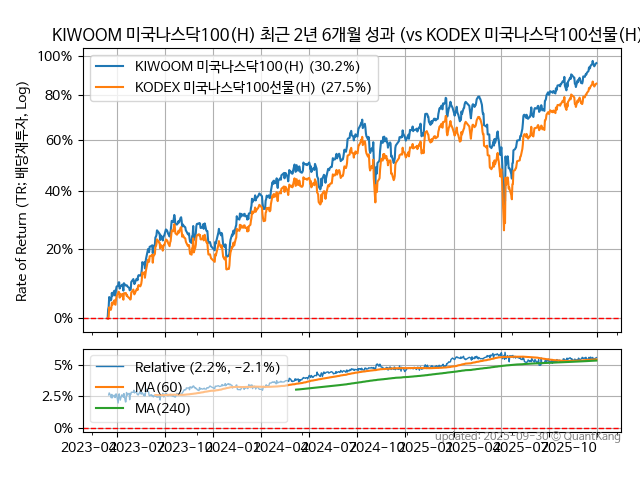 KIWOOM 미국나스닥100(H) 최근 2년 6개월 성과 (vs KODEX 미국나스닥100선물(H)
Rate of Return (TR: 배당재투자, Log)
100%
80%
60%
40%
20%
0%
KIWOOM 미국나스닥100(H) (30.2%)
KODEX 미국나스닥100선물(H) (27.5%)
5%
2.5%
0%
Relative (2.2%, −2.1%)
MA(60)
MA(240)
updated: 2025-09-30 © QuantKang
2023-04 2023-07 2023-10 2024-01 2024-04 2024-07 2024-10 2025-01 2025-04 2025-07 2025-10